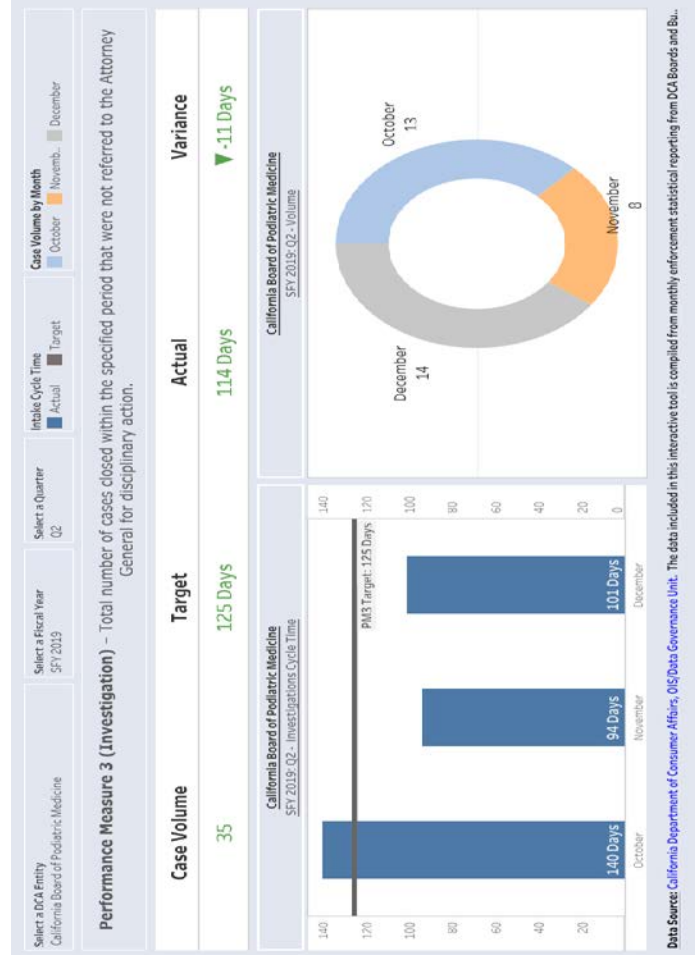 Select a DCA Entity
California Board of Podiatric Medicine
Select a Fiscal Year
SFY 2019
Select a Quarter
Q2
Intake Cycle Time
Actual
Target
Case Volume by Month
October
Novemb..
December
Performance Measure 3 (Investigation) – Total number of cases closed within the specified period that were not referred to the Attorney
General for disciplinary action.
Case Volume
Target
Actual
Variance
35
125 Days
114 Days
▼ -11 Days
California Board of Podiatric Medicine
SFY 2019: Q2 - Investigations Cycle Time
140
120
100
80
60
40
20
0
PM3 Target: 125 Days
140 Days
94 Days
101 Days
October
November
December
140
120
100
80
60
40
20
0
California Board of Podiatric Medicine
SFY 2019: Q2 - Volume
December
14
October
13
November
8
Data Source: California Department of Consumer Affairs, OIS/Data Governance Unit. The data included in this interactive tool is compiled from monthly enforcement statistical reporting from DCA Boards and Bu..